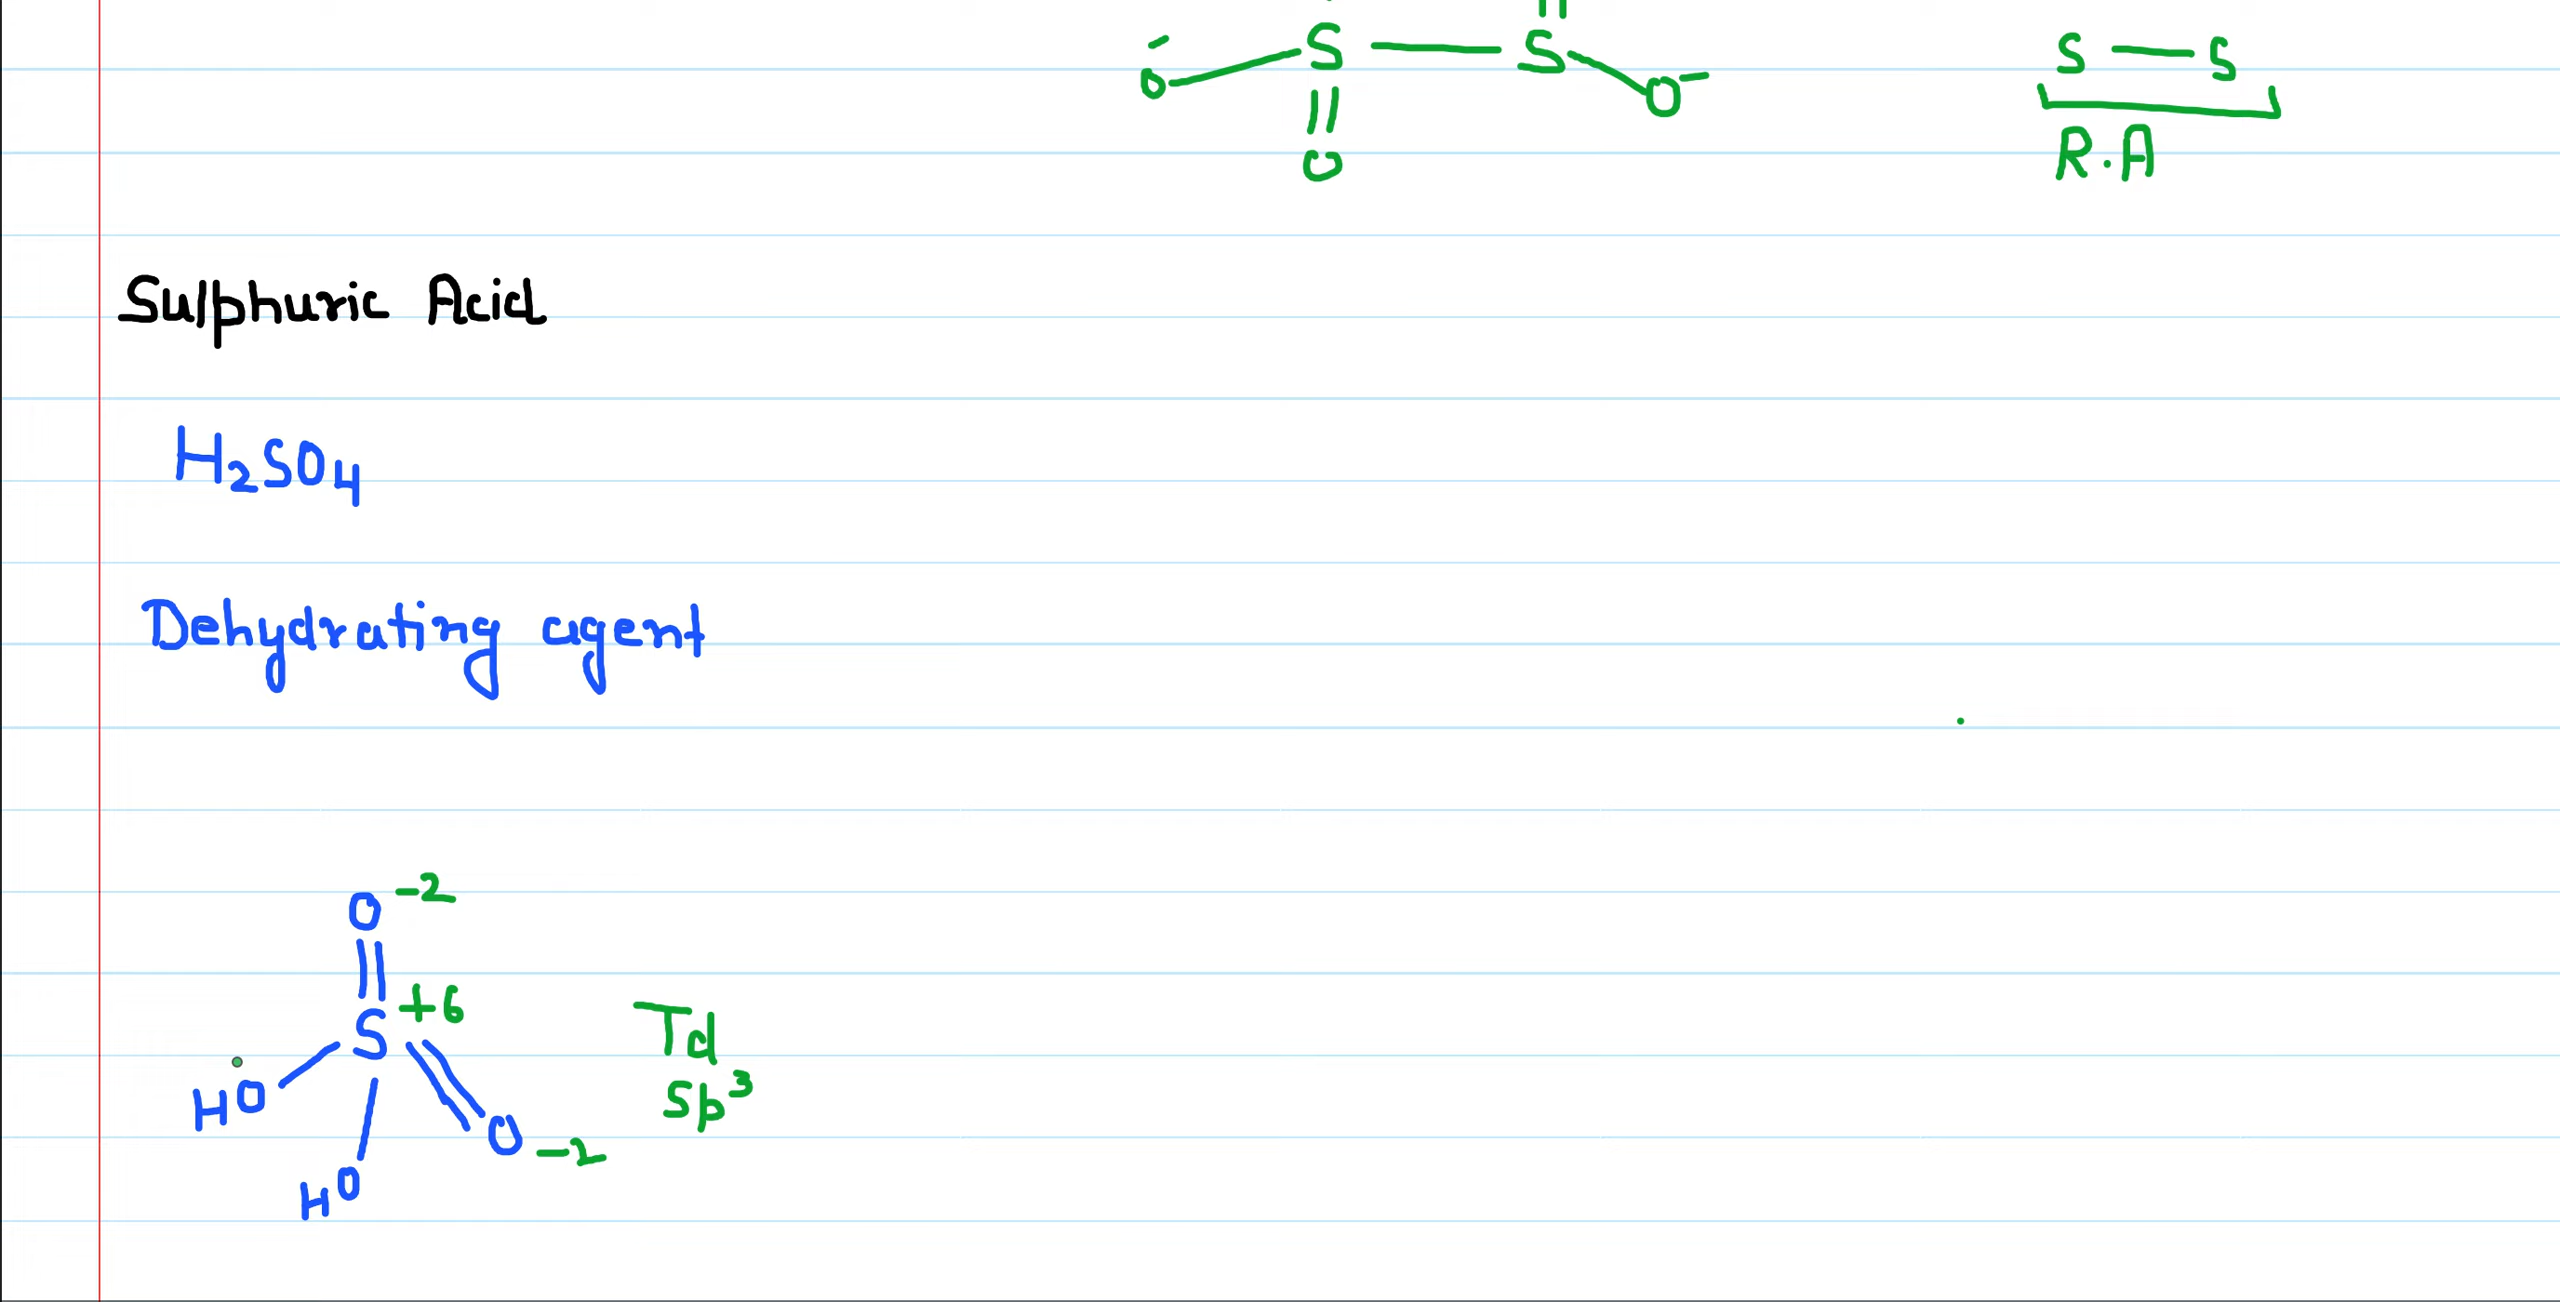 O⁻ — S — S — O⁻ S — S
|| 
O R.A
Sulphuric Acid
H₂SO₄
Dehydrating agent
O -2
||
S +6 Td
HO O -2 sp³
HO